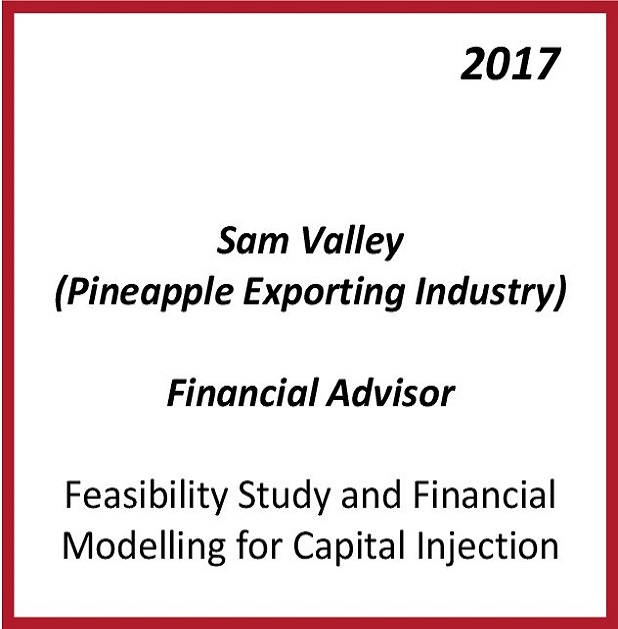 2017
Sam Valley
(Pineapple Exporting Industry)
Financial Advisor
Feasibility Study and Financial
Modelling for Capital Injection